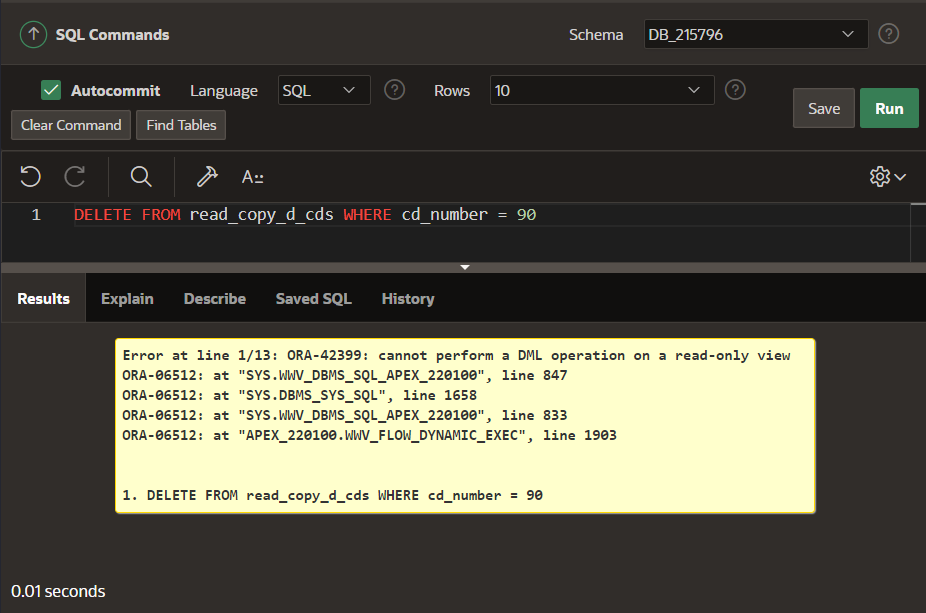 SQL Commands
Schema DB_215796 ?
Autocommit Language SQL ? Rows 10 ?
Clear Command Find Tables Save Run
A::
1 DELETE FROM read_copy_d_cds WHERE cd_number = 90
Results Explain Describe Saved SQL History
Error at line 1/13: ORA-42399: cannot perform a DML operation on a read-only view
ORA-06512: at "SYS.WWV_DBMS_SQL_APEX_220100", line 847
ORA-06512: at "SYS.DBMS_SYS_SQL", line 1658
ORA-06512: at "SYS.WWV_DBMS_SQL_APEX_220100", line 833
ORA-06512: at "APEX_220100.WWV_FLOW_DYNAMIC_EXEC", line 1903
1. DELETE FROM read_copy_d_cds WHERE cd_number = 90
0.01 seconds